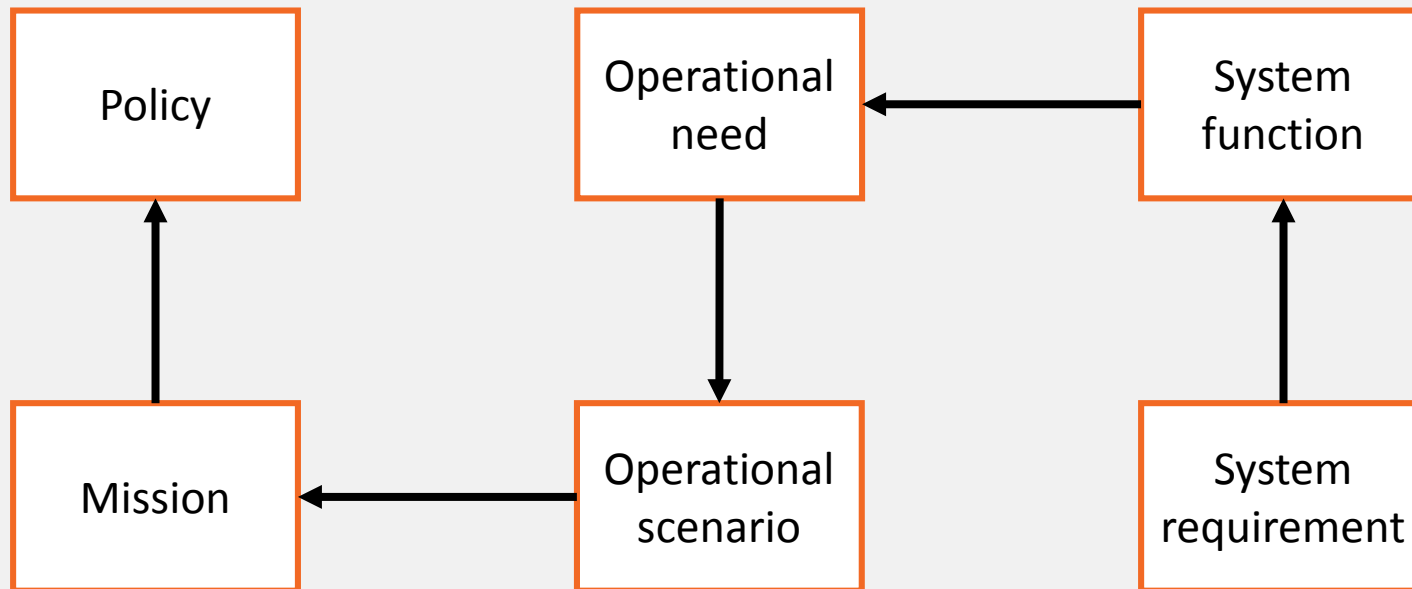 Policy
Operational
need
System
function
Mission
Operational
scenario
System
requirement